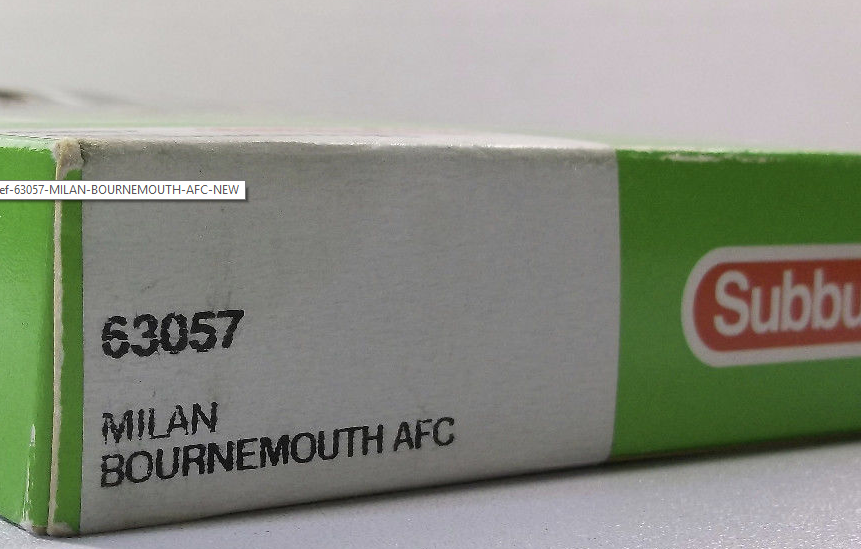 ef-63057-MILAN-BOURNEMOUTH-AFC-NEW
63057
Subbu
MILAN
BOURNEMOUTH AFC